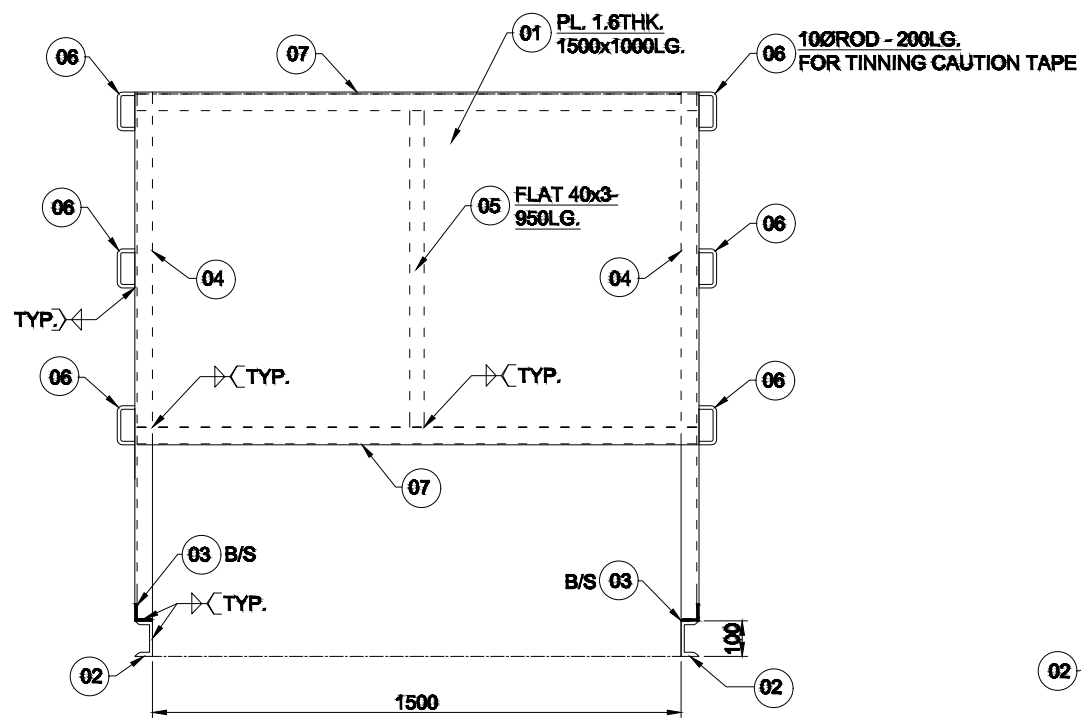 01 PL. 1.6THK.
1500x1000LG.
06
07
06 10ØROD - 200LG.
FOR TINNING CAUTION TAPE
06
05 FLAT 40x3-
950LG.
06
04
04
TYP.
06
TYP.
TYP.
06
07
03 B/S
B/S 03
TYP.
100
02
02
02
1500